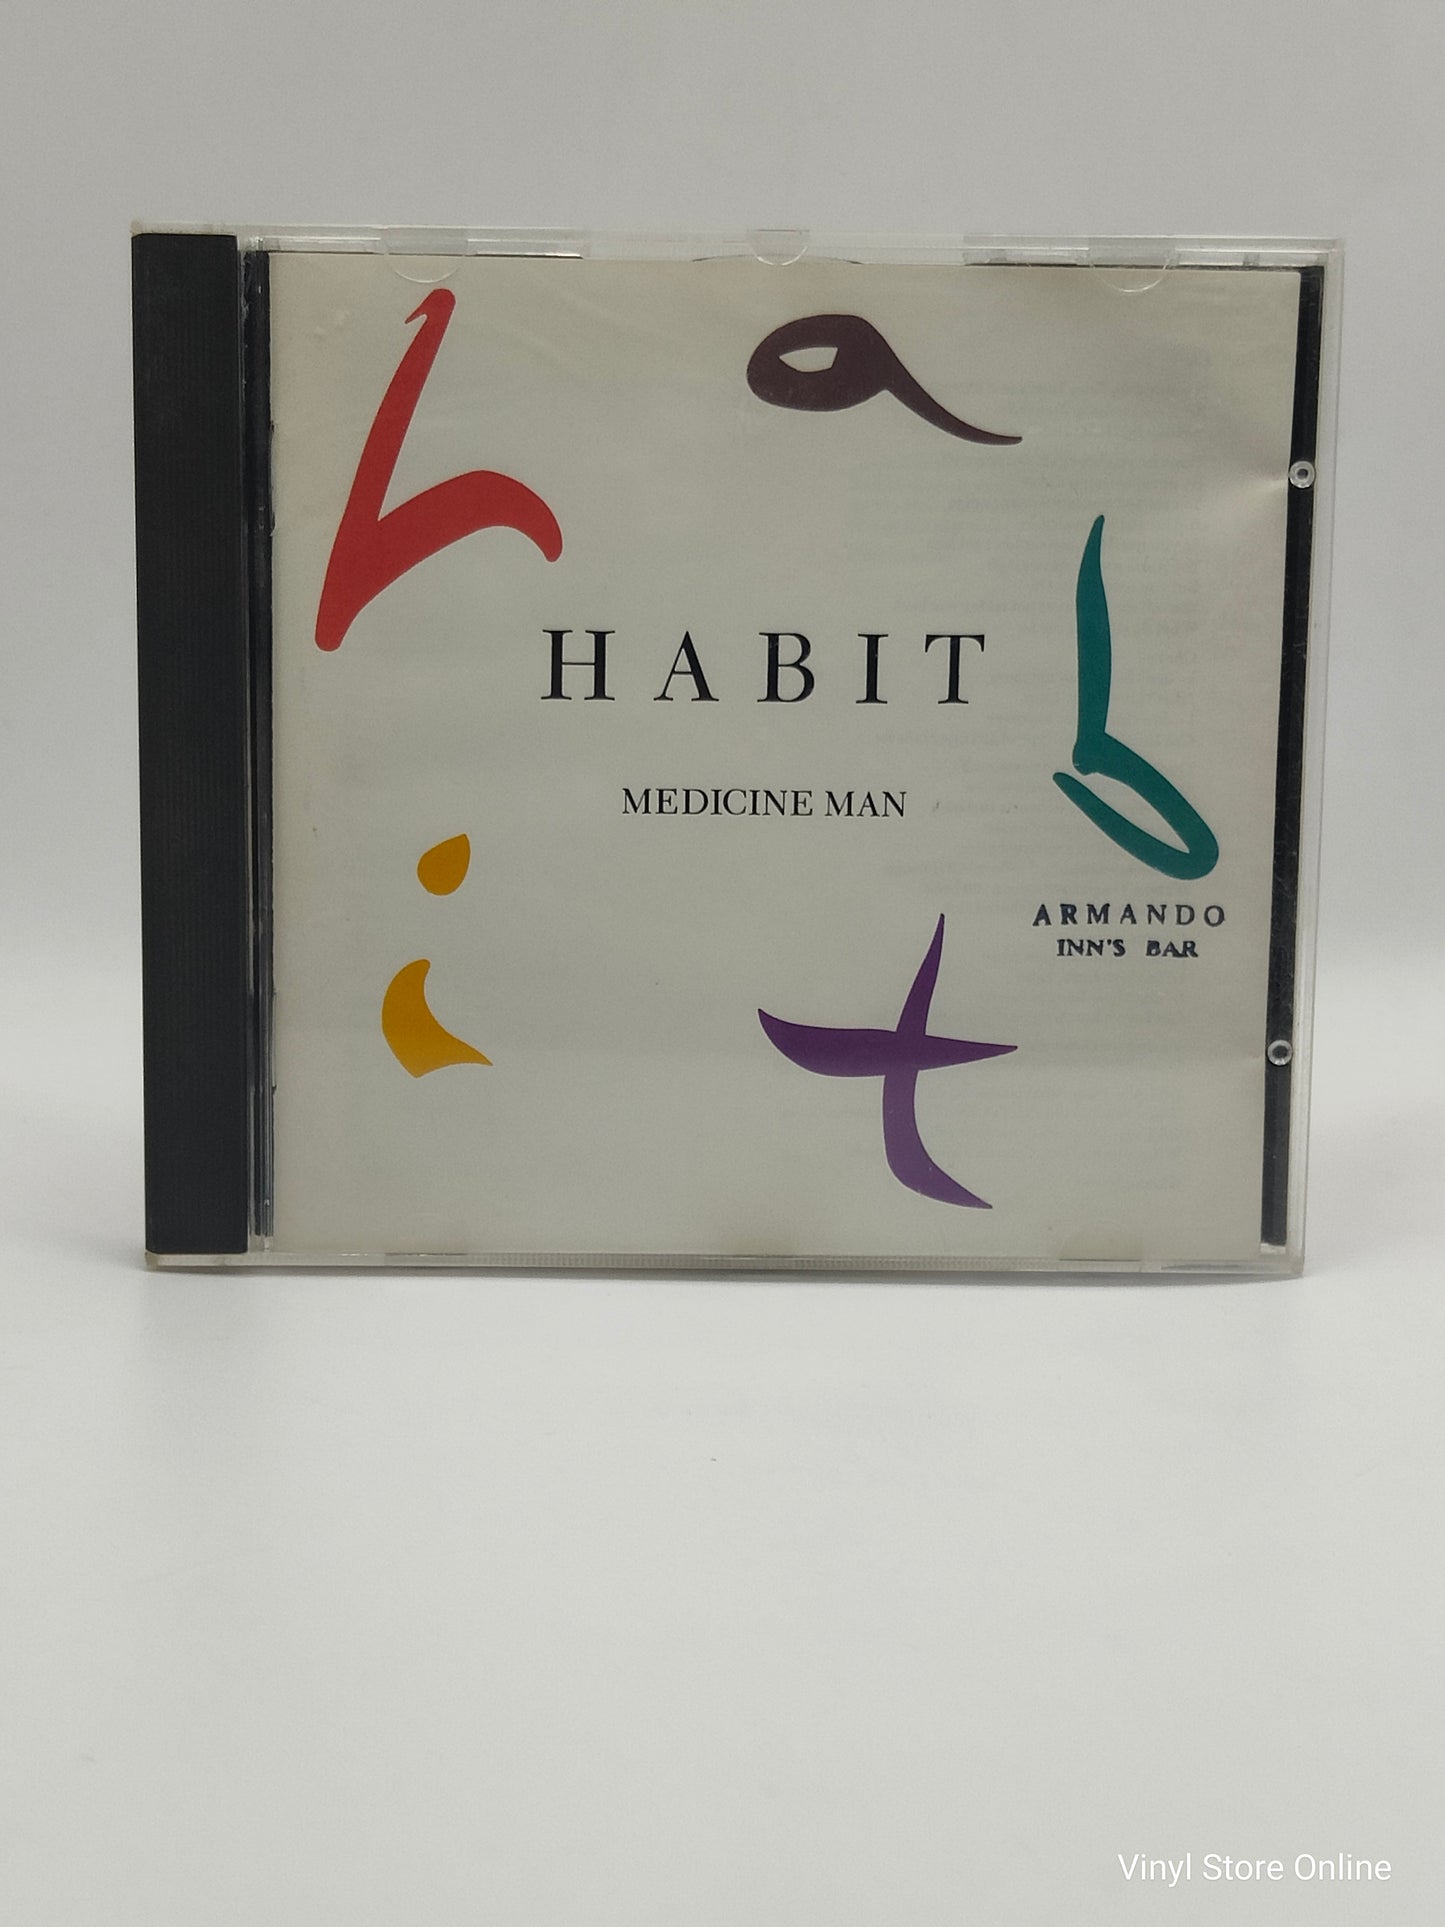 h a
b
HABIT
MEDICINE MAN
i
t
ARMANDO
INN'S BAR
Vinyl Store Online